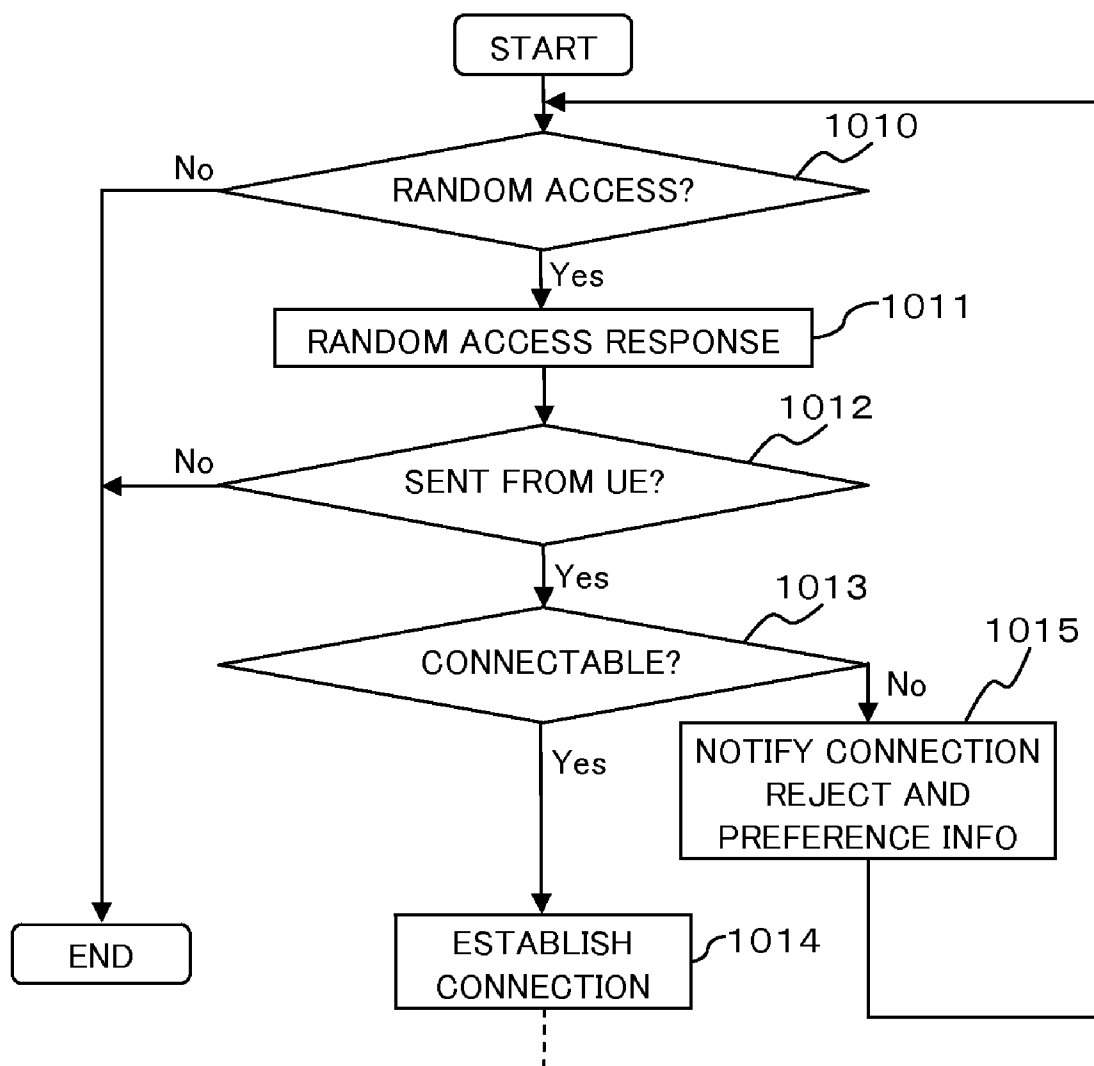 START
1010
No
RANDOM ACCESS?
Yes
1011
RANDOM ACCESS RESPONSE
1012
No
SENT FROM UE?
Yes
1013
CONNECTABLE?
1015
No
Yes
NOTIFY CONNECTION
REJECT AND
PREFERENCE INFO
END
ESTABLISH
CONNECTION
1014